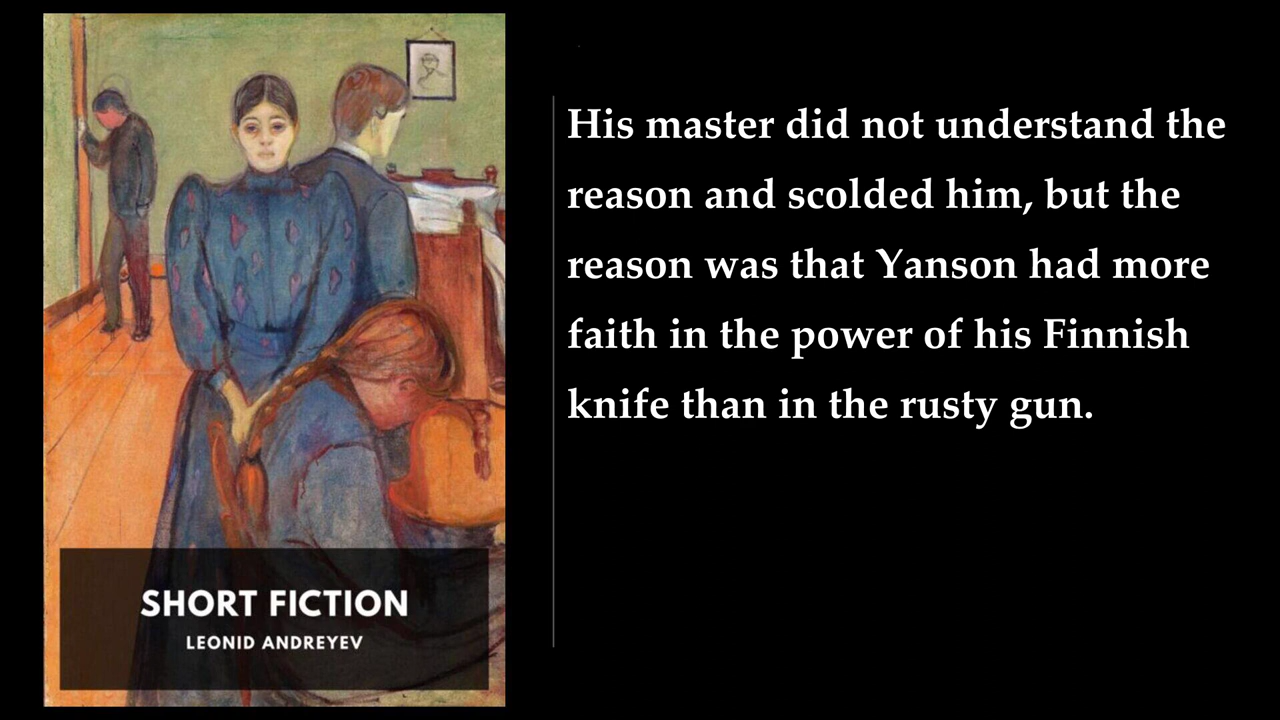 SHORT FICTION
LEONID ANDREYEV
His master did not understand the
reason and scolded him, but the
reason was that Yanson had more
faith in the power of his Finnish
knife than in the rusty gun.